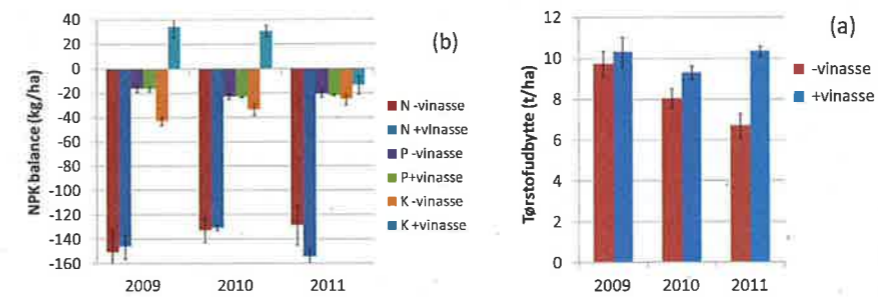 (b)
NPK balance (kg/ha)
40
20
0
-20
-40
-60
-80
-100
-120
-140
-160
2009 2010 2011
N -vinasse
N +vinasse
P -vinasse
P+vinasse
K -vinasse
K +vinasse
(a)
Tørstofudbytte (t/ha)
12
10
8
6
4
2
0
2009 2010 2011
-vinasse
+vinasse